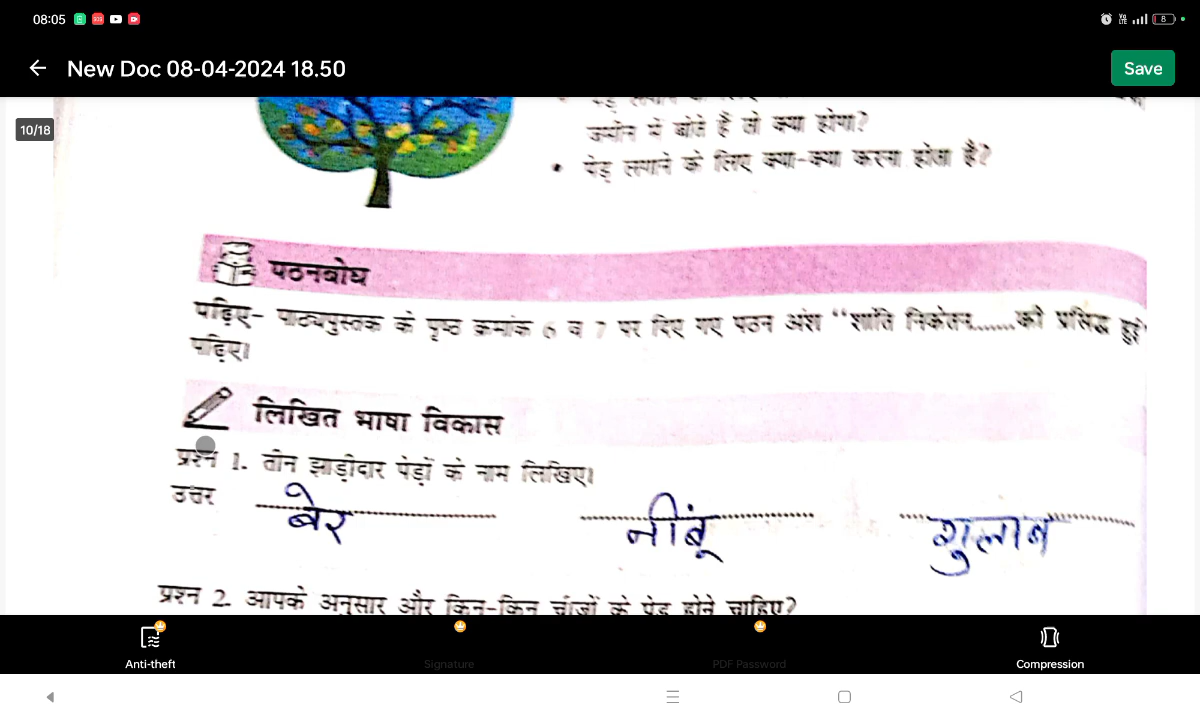 08:05
8
New Doc 08-04-2024 18.50
Save
10/18
जमीन में बोते हैं तो क्या होगा?
• पेड़ लगाने के लिए क्या-क्या करना होता है?
पठनबोध
पढ़िए- पाठ्यपुस्तक के पृष्ठ क्रमांक 6 व 7 पर दिए गए पठन अंश "शांति निकेतन.......की प्रसिद्ध हुई"
पढ़िए।
लिखित भाषा विकास
प्रश्न 1. तीन झाड़ीदार पेड़ों के नाम लिखिए।
उत्तर बेर नींबू गुलाब
प्रश्न 2. आपके अनुसार और किन-किन चीजों के पेड़ होने चाहिए?
Anti-theft
Signature
PDF Password
Compression